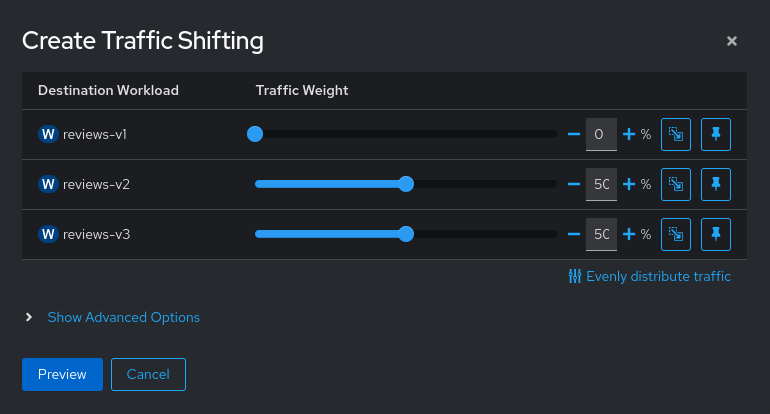 Create Traffic Shifting ×
Destination Workload Traffic Weight
W reviews-v1 0 %
W reviews-v2 50 %
W reviews-v3 50 %
Evenly distribute traffic
Show Advanced Options
Preview Cancel